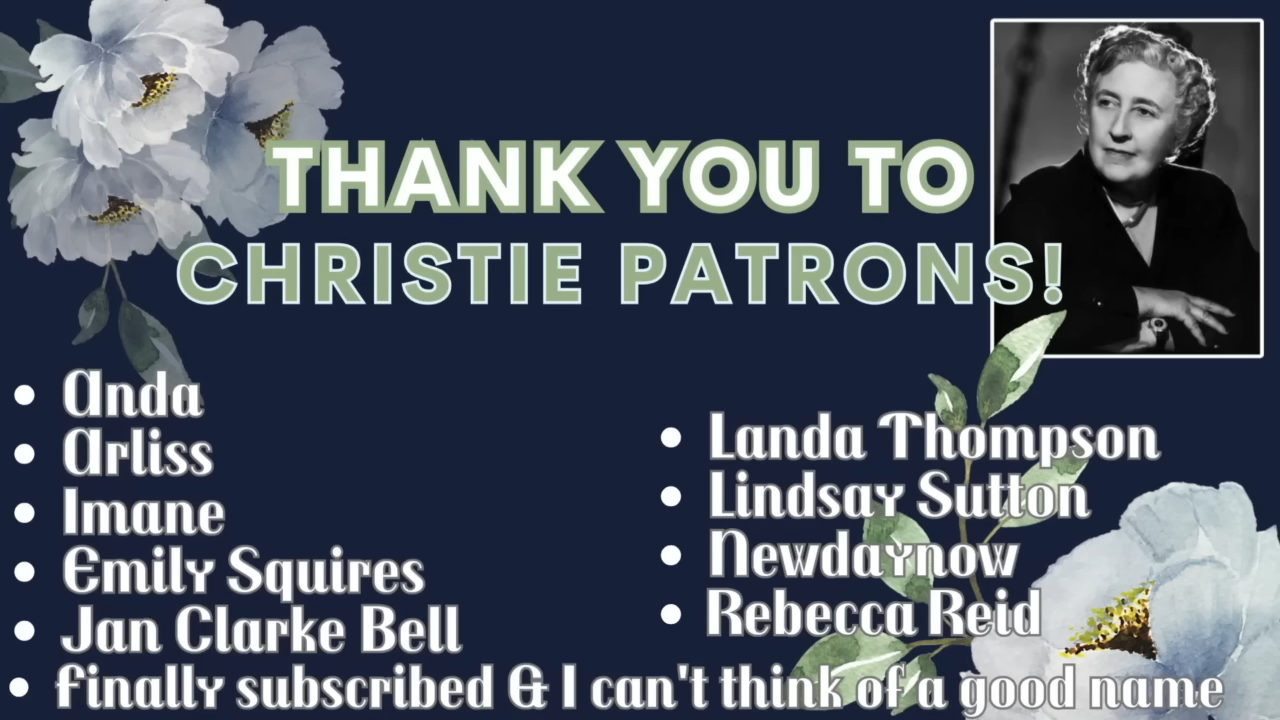 THANK YOU TO
CHRISTIE PATRONS!
Anda
Arliss
Imane
Emily Squires
Jan Clarke Bell
finally subscribed & I can't think of a good name
Landa Thompson
Lindsay Sutton
Newdaynow
Rebecca Reid